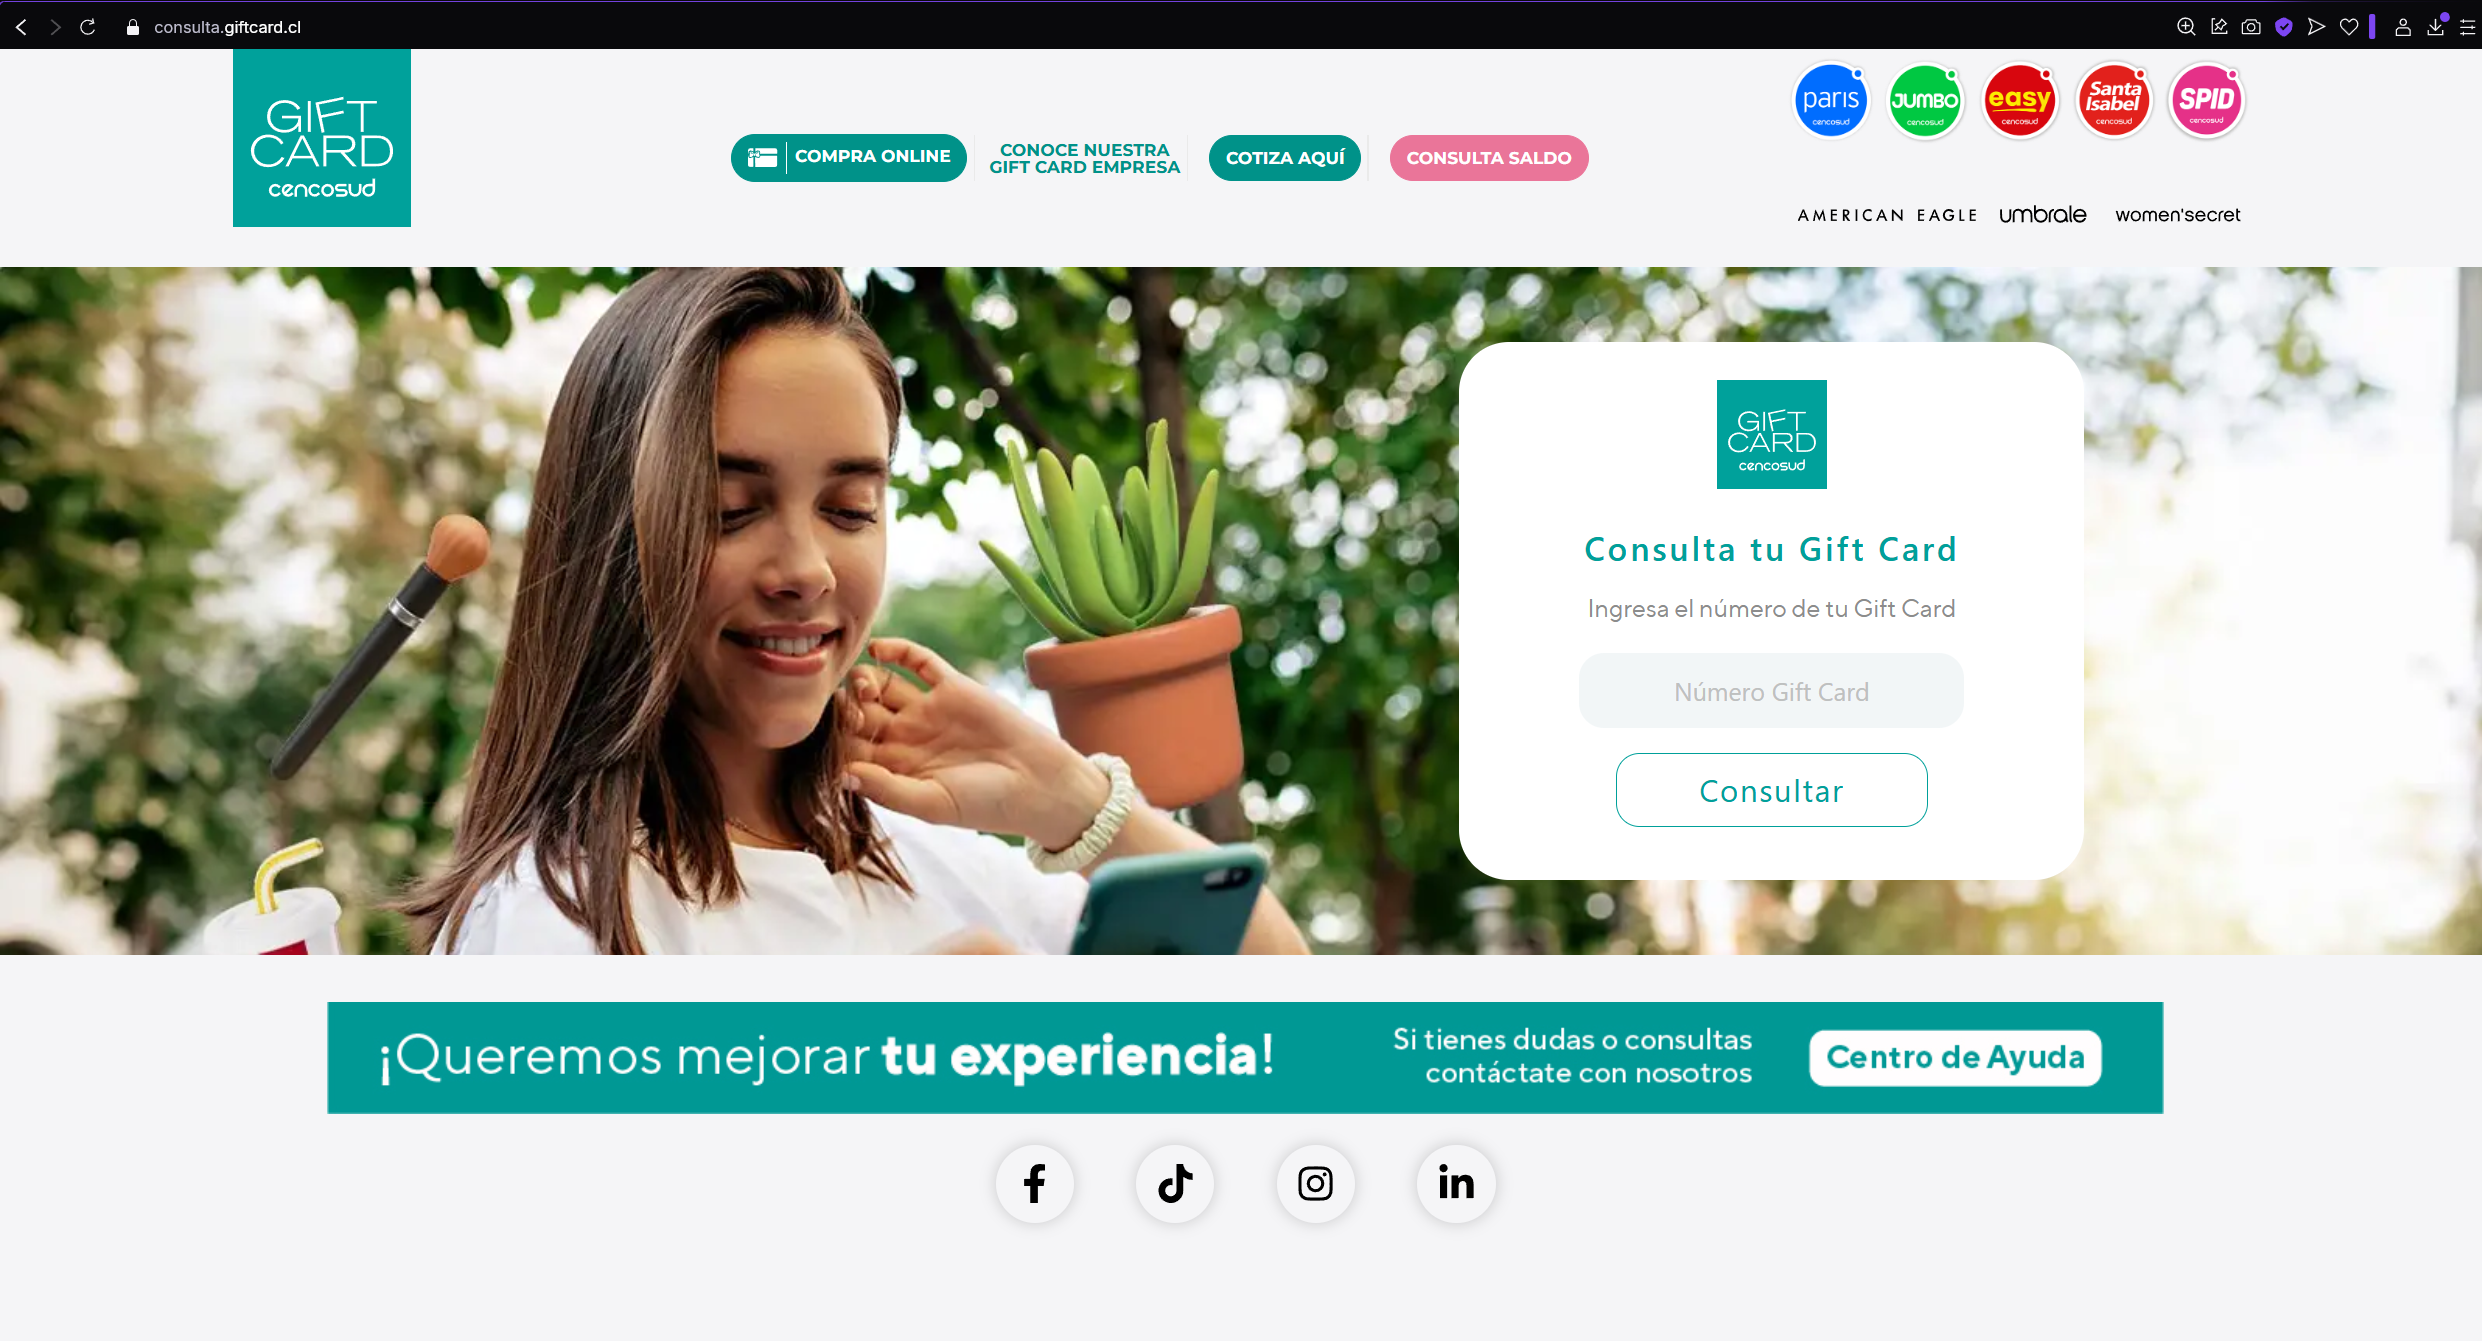 consulta.giftcard.cl
GIFT
CARD
cencosud
COMPRA ONLINE
CONOCE NUESTRA
GIFT CARD EMPRESA
COTIZA AQUÍ
CONSULTA SALDO
paris
cencosud
JUMBO
cencosud
easy
cencosud
Santa
Isabel
cencosud
SPID
cencosud
AMERICAN EAGLE
umbrale
women'secret
GIFT
CARD
cencosud
Consulta tu Gift Card
Ingresa el número de tu Gift Card
Número Gift Card
Consultar
¡Queremos mejorar tu experiencia!
Si tienes dudas o consultas
contáctate con nosotros
Centro de Ayuda